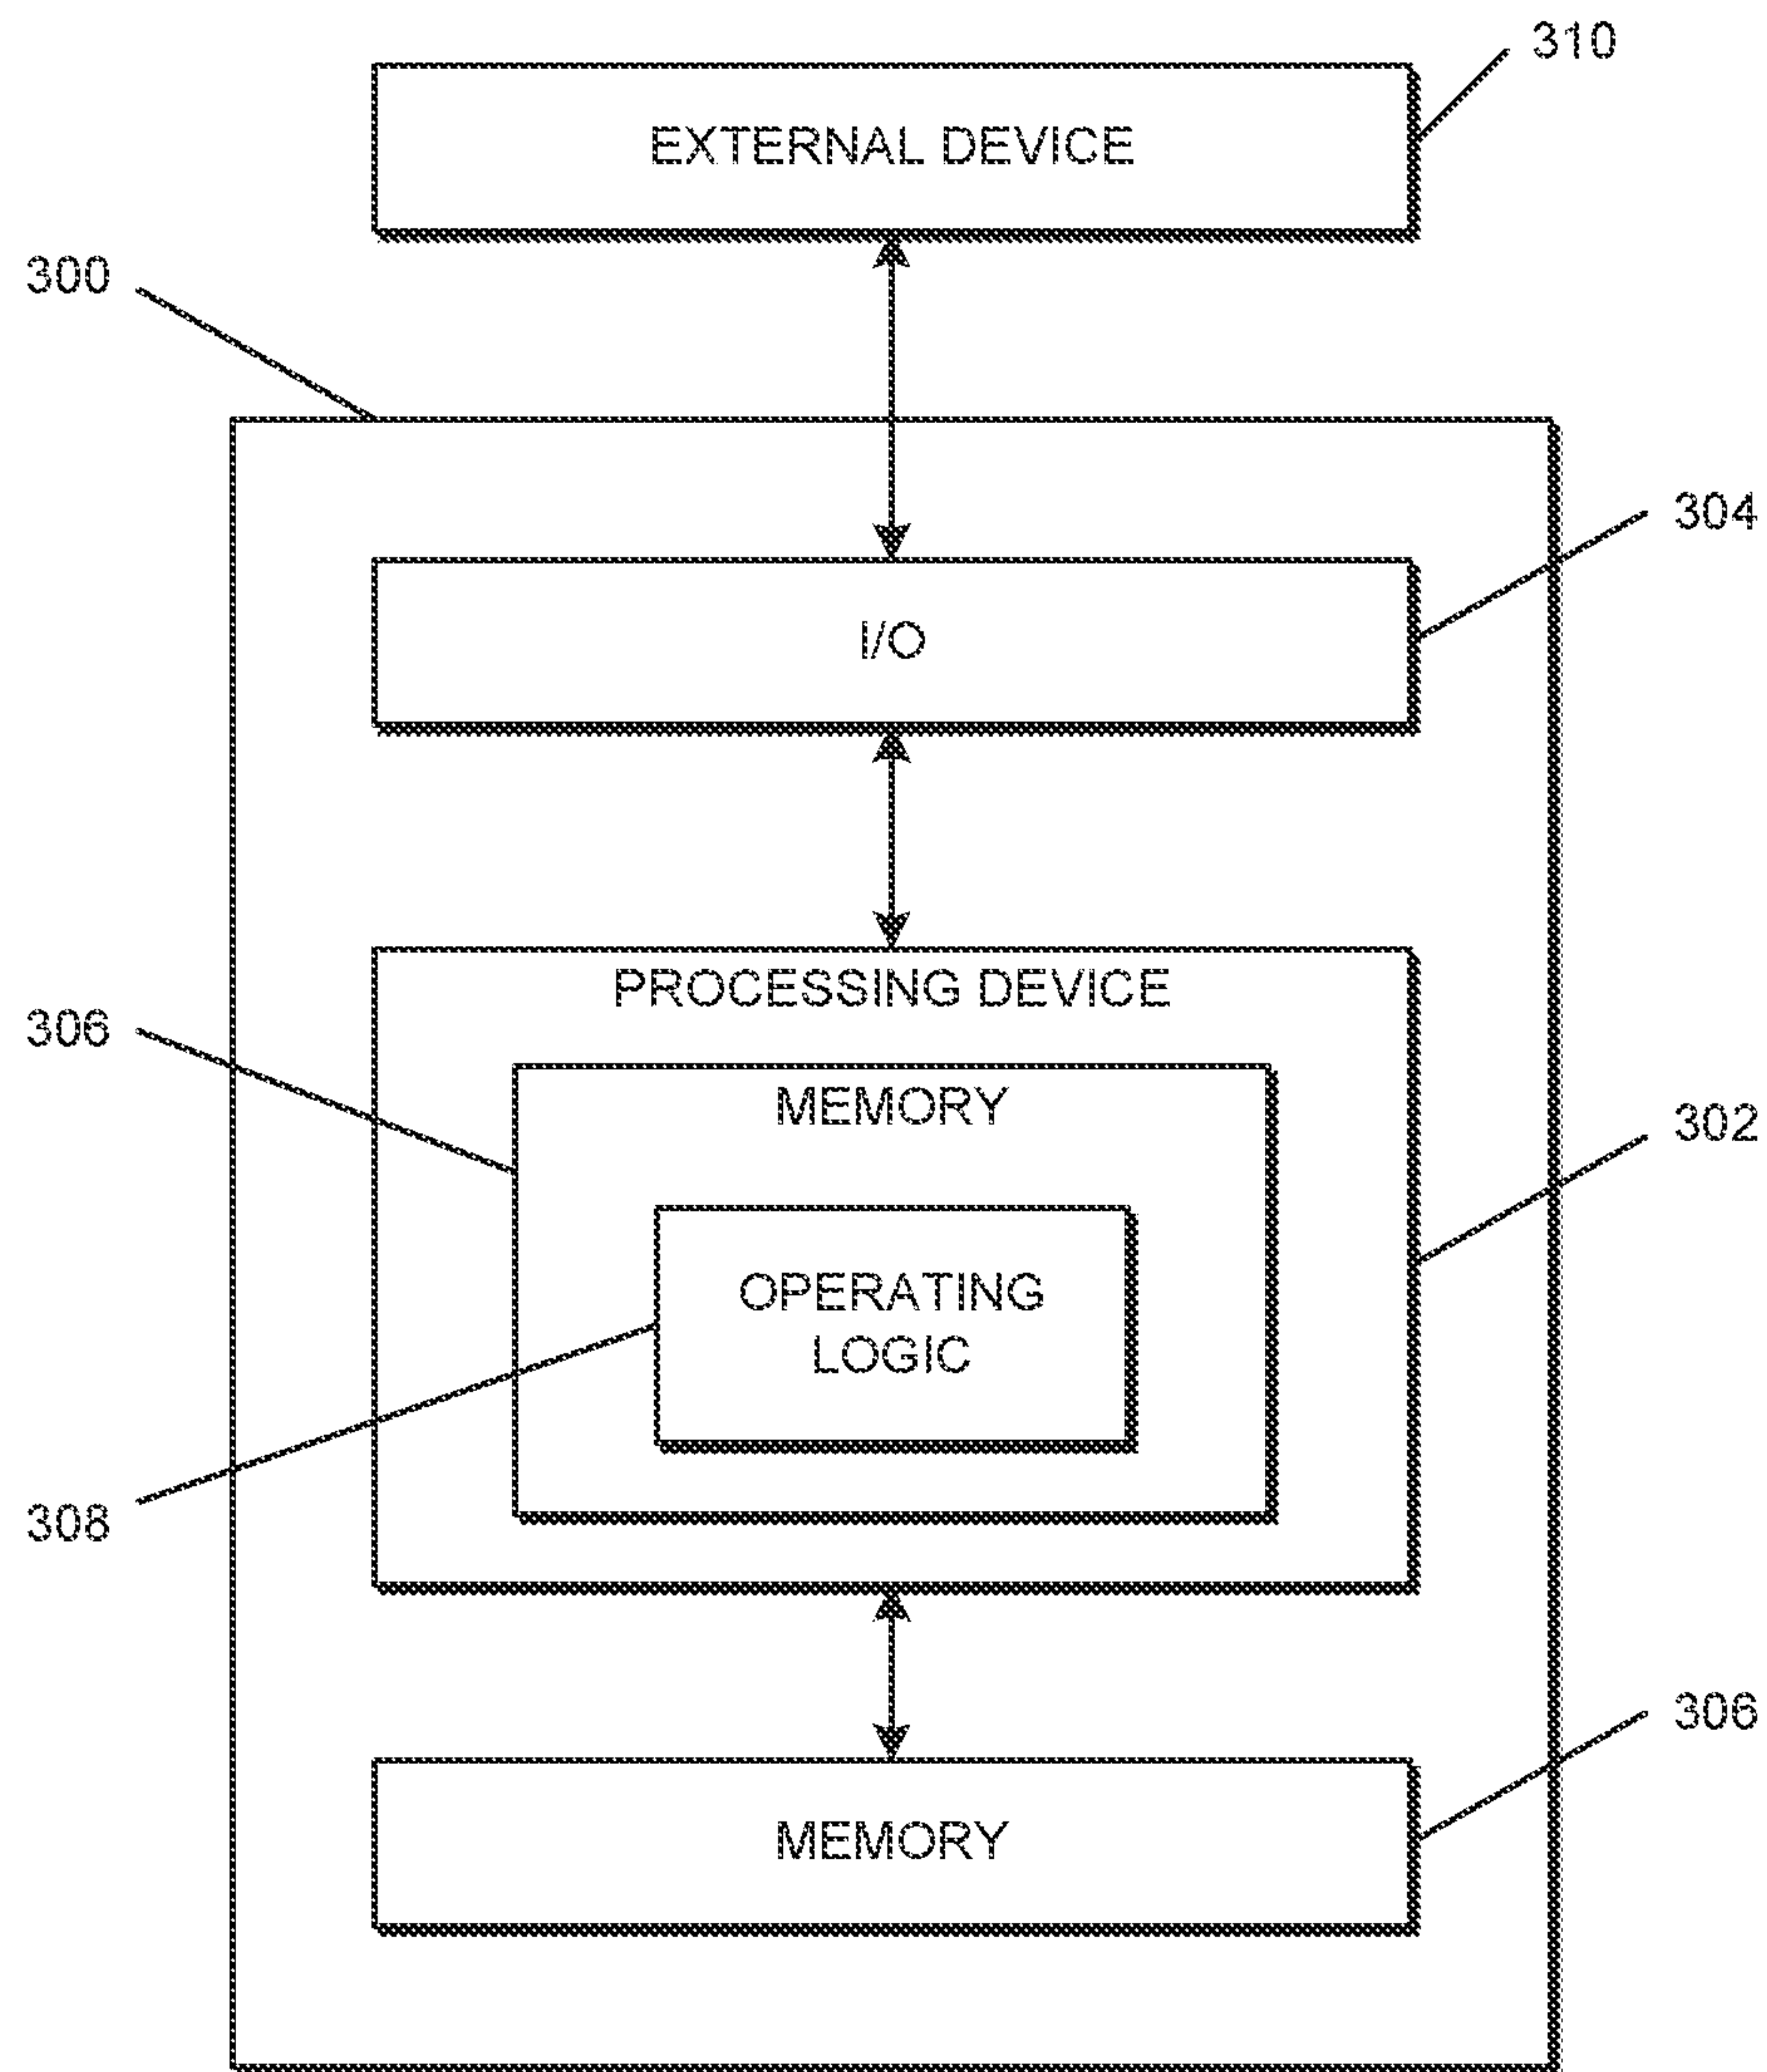 310
EXTERNAL DEVICE
300
304
I/O
PROCESSING DEVICE
306
MEMORY
302
OPERATING
LOGIC
308
306
MEMORY